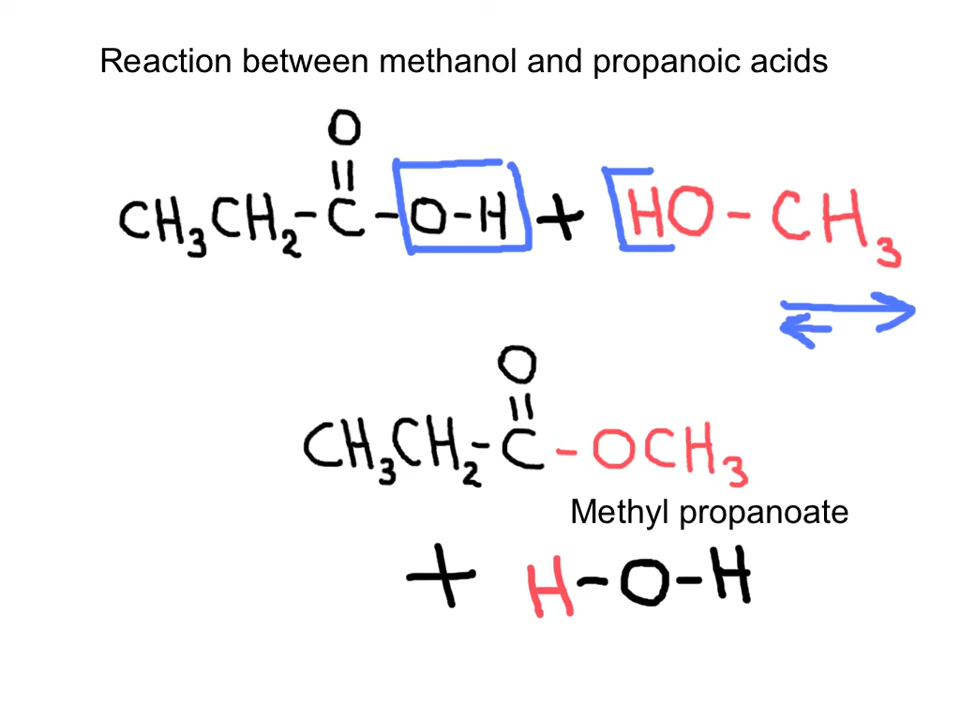 Reaction between methanol and propanoic acids
O
||
CH₃CH₂-C-O-H + HO-CH₃
O
||
CH₃CH₂-C-OCH₃
Methyl propanoate
+ H-O-H